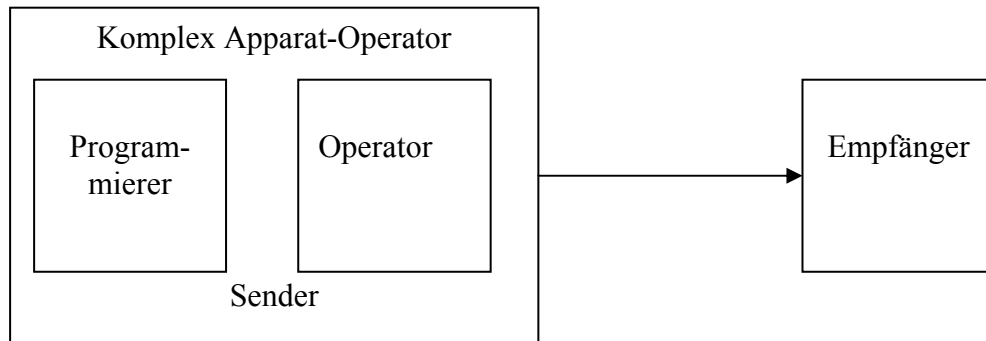 Komplex Apparat-Operator
Program-
mierer
Operator
Empfänger
Sender